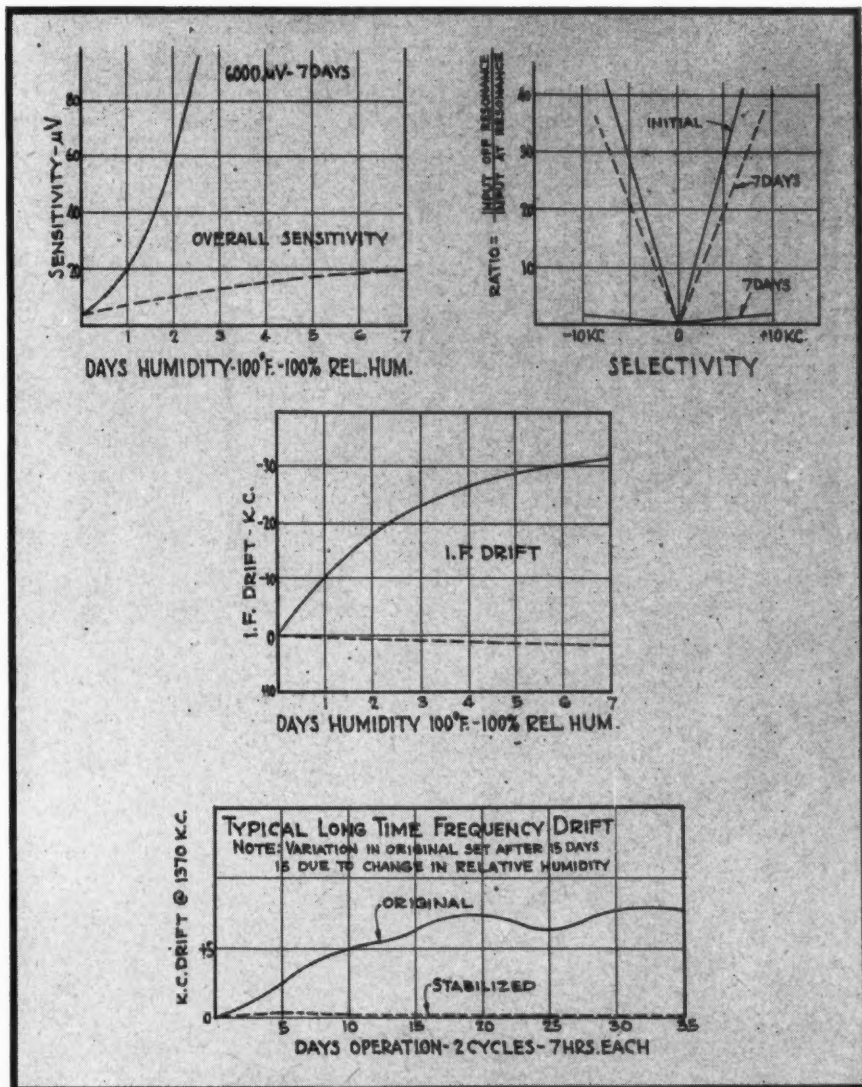 6000 μV-7 DAYS
80
60
40
20
SENSITIVITY-μV
OVERALL SENSITIVITY
1 2 3 4 5 6 7
DAYS HUMIDITY-100°F.-100% REL.HUM.
RATIO = INPUT OFF RESONANCE
INPUT AT RESONANCE
40
30
20
10
INITIAL
7 DAYS
7 DAYS
-10 KC. 0 +10 KC.
SELECTIVITY
I.F. DRIFT - K.C.
-30
-20
-10
0
+10
I.F. DRIFT
1 2 3 4 5 6 7
DAYS HUMIDITY 100°F.-100% REL. HUM.
K.C. DRIFT @ 1370 K.C.
TYPICAL LONG TIME FREQUENCY DRIFT
NOTE: VARIATION IN ORIGINAL SET AFTER 15 DAYS
IS DUE TO CHANGE IN RELATIVE HUMIDITY
ORIGINAL
+5
STABILIZED
0
5 10 15 20 25 30 35
DAYS OPERATION-2 CYCLES-7HRS.EACH